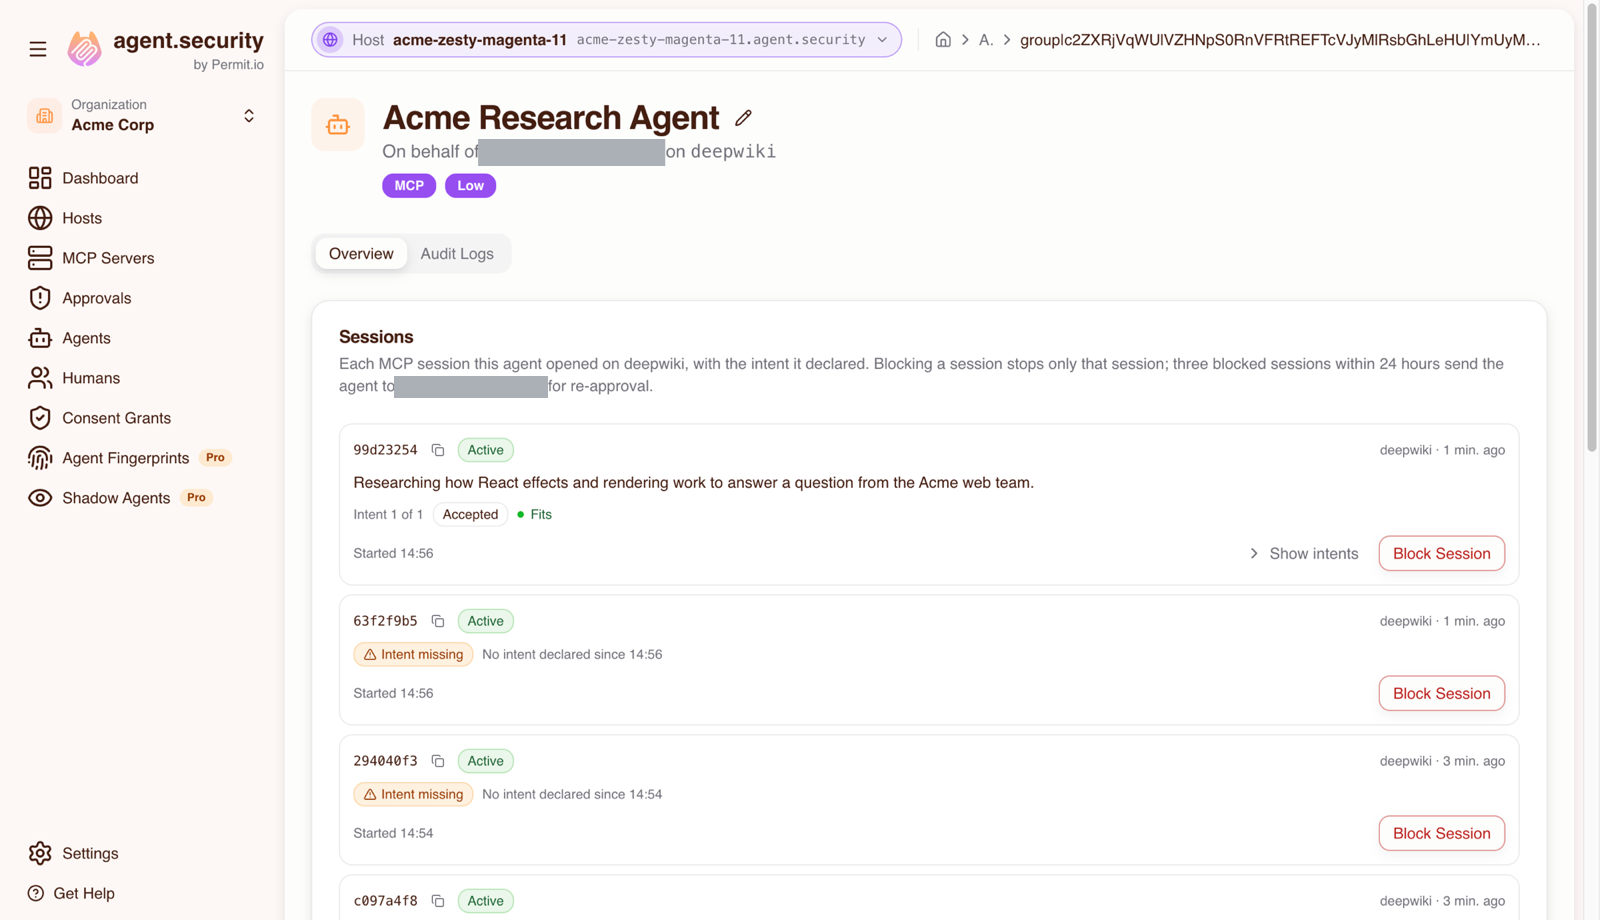 agent.security
by Permit.io
Organization
Acme Corp
Dashboard
Hosts
MCP Servers
Approvals
Agents
Humans
Consent Grants
Agent Fingerprints Pro
Shadow Agents Pro
Settings
Get Help
Host acme-zesty-magenta-11 acme-zesty-magenta-11.agent.security
A. group|c2ZXRjVqWUlVZHNpS0RnVFRtREFTcVJyMlRsbGhLeHUlYmUyM...
Acme Research Agent
On behalf of on deepwiki
MCP Low
Overview Audit Logs
Sessions
Each MCP session this agent opened on deepwiki, with the intent it declared. Blocking a session stops only that session; three blocked sessions within 24 hours send the
agent to for re-approval.
99d23254 Active deepwiki · 1 min. ago
Researching how React effects and rendering work to answer a question from the Acme web team.
Intent 1 of 1 Accepted Fits
Started 14:56 Show intents Block Session
63f2f9b5 Active deepwiki · 1 min. ago
Intent missing No intent declared since 14:56
Started 14:56 Block Session
294040f3 Active deepwiki · 3 min. ago
Intent missing No intent declared since 14:54
Started 14:54 Block Session
c097a4f8 Active deepwiki · 3 min. ago